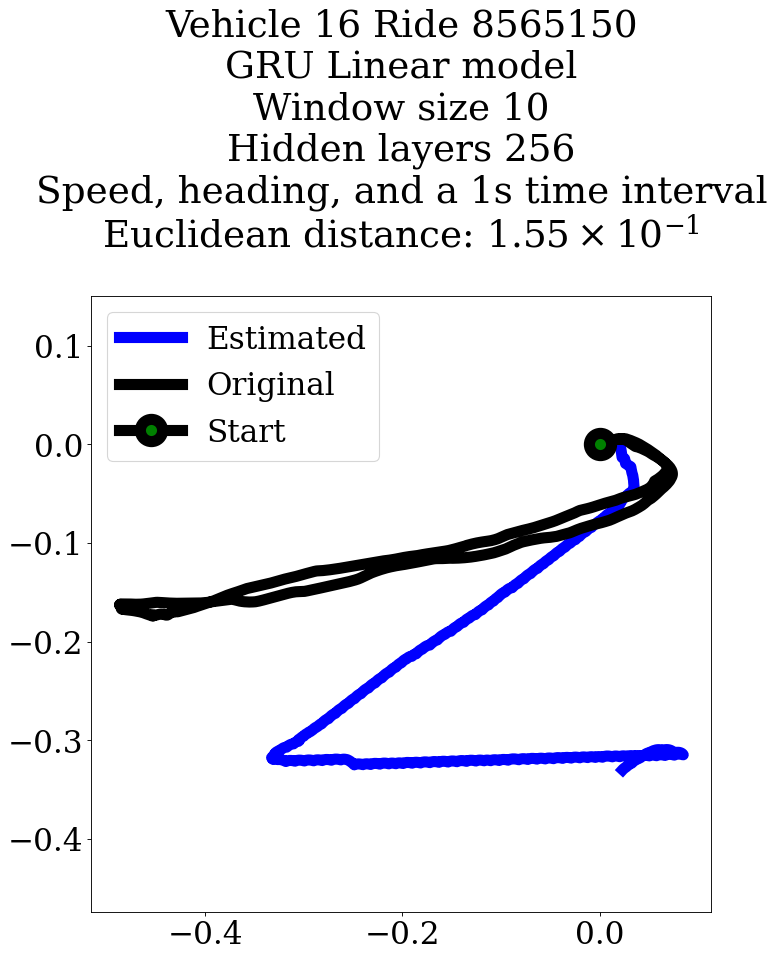 Vehicle 16 Ride 8565150
GRU Linear model
Window size 10
Hidden layers 256
Speed, heading, and a 1s time interval
Euclidean distance: 1.55 × 10⁻¹
Estimated
Original
Start
0.1
0.0
−0.1
−0.2
−0.3
−0.4
−0.4 −0.2 0.0